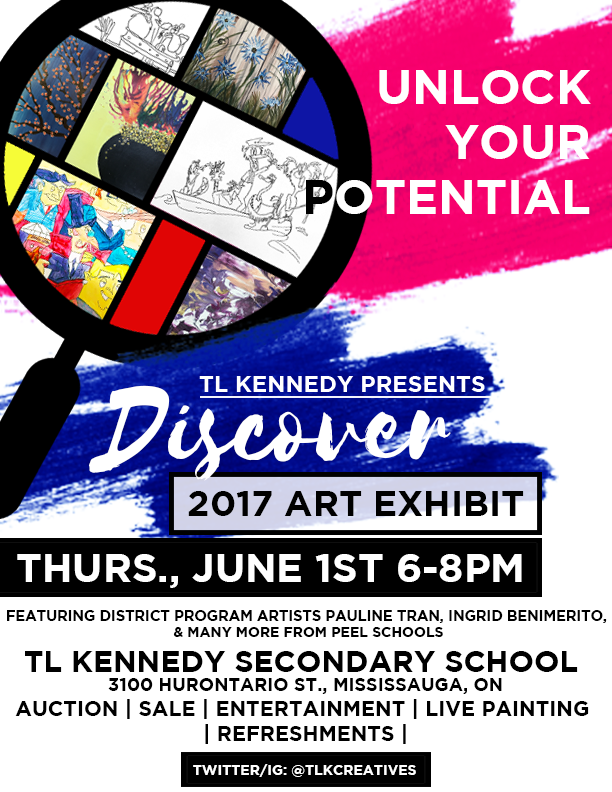 UNLOCK
YOUR
POTENTIAL
TL KENNEDY PRESENTS
Discover
2017 ART EXHIBIT
THURS., JUNE 1ST 6-8PM
FEATURING DISTRICT PROGRAM ARTISTS PAULINE TRAN, INGRID BENIMERITO,
& MANY MORE FROM PEEL SCHOOLS
TL KENNEDY SECONDARY SCHOOL
3100 HURONTARIO ST., MISSISSAUGA, ON
AUCTION | SALE | ENTERTAINMENT | LIVE PAINTING
| REFRESHMENTS |
TWITTER/IG: @TLKCREATIVES